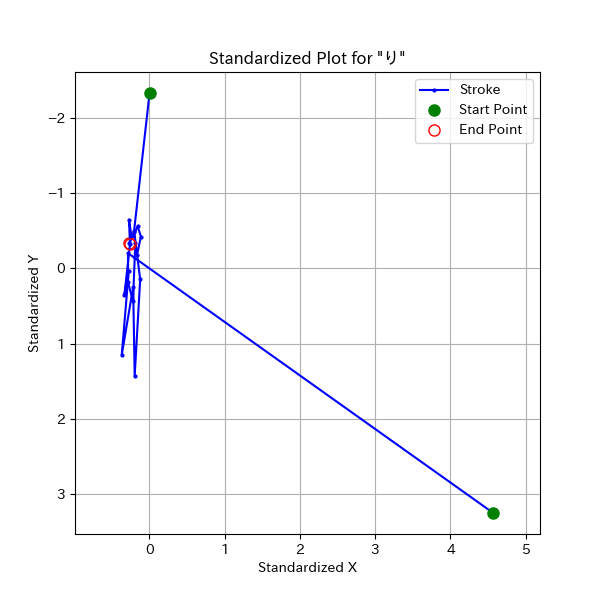 Standardized Plot for "り"
Stroke
Start Point
End Point
−2
−1
0
1
2
3
Standardized Y
0 1 2 3 4 5
Standardized X